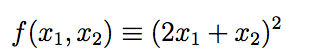 f(x₁, x₂) ≡ (2x₁ + x₂)²